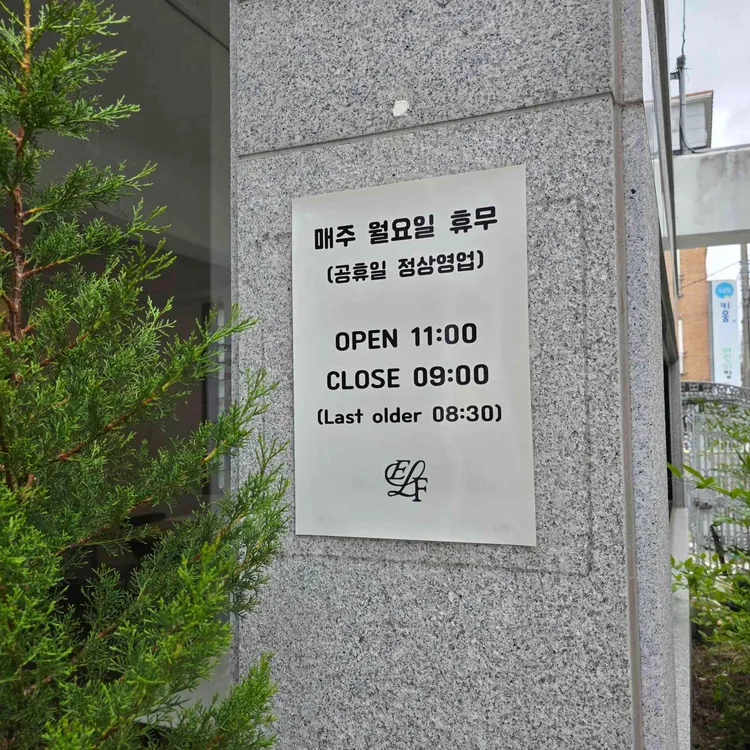 매주 월요일 휴무
(공휴일 정상영업)
OPEN 11:00
CLOSE 09:00
(Last older 08:30)
ELF